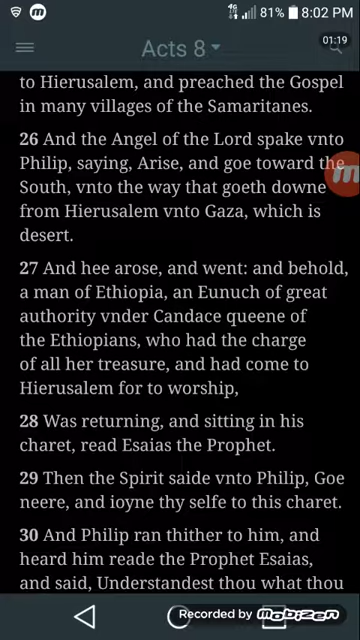 4G
LTE
81%
8:02 PM
01:19
Acts 8
to Hierusalem, and preached the Gospel
in many villages of the Samaritanes.
26 And the Angel of the Lord spake vnto
Philip, saying, Arise, and goe toward the
South, vnto the way that goeth downe
from Hierusalem vnto Gaza, which is
desert.
27 And hee arose, and went: and behold,
a man of Ethiopia, an Eunuch of great
authority vnder Candace queene of
the Ethiopians, who had the charge
of all her treasure, and had come to
Hierusalem for to worship,
28 Was returning, and sitting in his
charet, read Esaias the Prophet.
29 Then the Spirit saide vnto Philip, Goe
neere, and ioyne thy selfe to this charet.
30 And Philip ran thither to him, and
heard him reade the Prophet Esaias,
and said, Understandest thou what thou
Recorded by mobizen